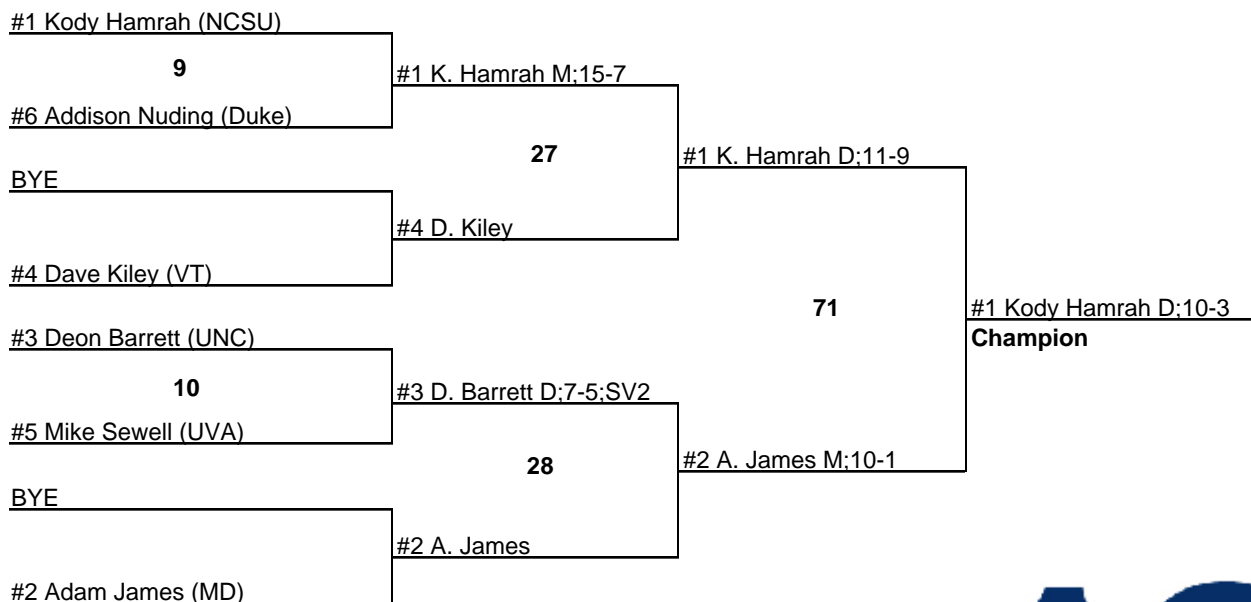 #1 Kody Hamrah (NCSU)
9
#1 K. Hamrah M;15-7
#6 Addison Nuding (Duke)
27
#1 K. Hamrah D;11-9
BYE
#4 D. Kiley
#4 Dave Kiley (VT)
71
#1 Kody Hamrah D;10-3
Champion
#3 Deon Barrett (UNC)
10
#3 D. Barrett D;7-5;SV2
#5 Mike Sewell (UVA)
28
#2 A. James M;10-1
BYE
#2 A. James
#2 Adam James (MD)